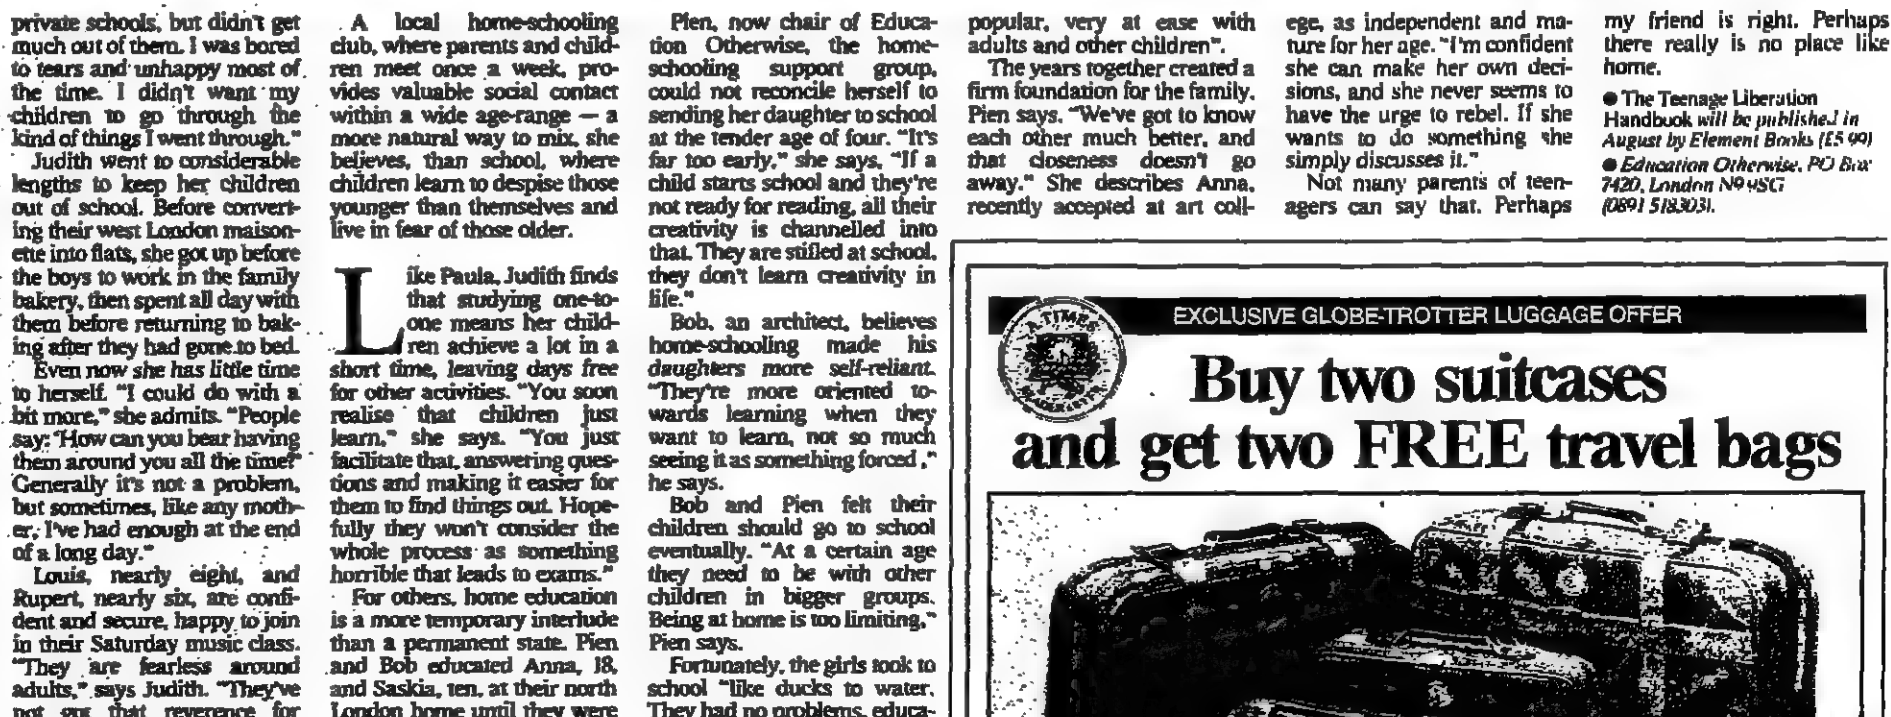 private schools, but didn't get
much out of them. I was bored
to tears and unhappy most of
the time. I didn't want my
children to go through the
kind of things I went through."
Judith went to considerable
lengths to keep her children
out of school. Before convert-
ing their west London maison-
ette into flats, she got up before
the boys to work in the family
bakery, then spent all day with
them before returning to bak-
ing after they had gone to bed.
Even now she has little time
to herself. "I could do with a
bit more," she admits. "People
say: 'How can you bear having
them around you all the time?'
Generally it's not a problem,
but sometimes, like any moth-
er, I've had enough at the end
of a long day."
Louis, nearly eight, and
Rupert, nearly six, are confi-
dent and secure, happy to join
in their Saturday music class.
"They are fearless around
adults," says Judith. "They've
not got that reverence for
A local home-schooling
club, where parents and child-
ren meet once a week, pro-
vides valuable social contact
within a wide age-range — a
more natural way to mix, she
believes, than school, where
children learn to despise those
younger than themselves and
live in fear of those older.
Like Paula, Judith finds
that studying one-to-
one means her child-
ren achieve a lot in a
short time, leaving days free
for other activities. "You soon
realise that children just
learn," she says. "You just
facilitate that, answering ques-
tions and making it easier for
them to find things out. Hope-
fully they won't consider the
whole process as something
horrible that leads to exams."
For others, home education
is a more temporary interlude
than a permanent state. Pien
and Bob educated Anna, 18,
and Saskia, ten, at their north
London home until they were
Pien, now chair of Educa-
tion Otherwise, the home-
schooling support group,
could not reconcile herself to
sending her daughter to school
at the tender age of four. "It's
far too early," she says. "If a
child starts school and they're
not ready for reading, all their
creativity is channelled into
that. They are stifled at school,
they don't learn creativity in
life."
Bob, an architect, believes
home-schooling made his
daughters more self-reliant.
"They're more oriented to-
wards learning when they
want to learn, not so much
seeing it as something forced,"
he says.
Bob and Pien felt their
children should go to school
eventually. "At a certain age
they need to be with other
children in bigger groups.
Being at home is too limiting,"
Pien says.
Fortunately, the girls took to
school "like ducks to water.
They had no problems, educa-
popular, very at ease with
adults and other children".
The years together created a
firm foundation for the family,
Pien says. "We've got to know
each other much better, and
that closeness doesn't go
away." She describes Anna,
recently accepted at art coll-
ege, as independent and ma-
ture for her age. "I'm confident
she can make her own deci-
sions, and she never seems to
have the urge to rebel. If she
wants to do something she
simply discusses it."
Not many parents of teen-
agers can say that. Perhaps
my friend is right. Perhaps
there really is no place like
home.
● The Teenage Liberation
Handbook will be published in
August by Element Books (£5.99)
● Education Otherwise, PO Box
7420, London N9 9SG
(0891 518303).
EXCLUSIVE GLOBE-TROTTER LUGGAGE OFFER
A TIMES
Buy two suitcases
and get two FREE travel bags